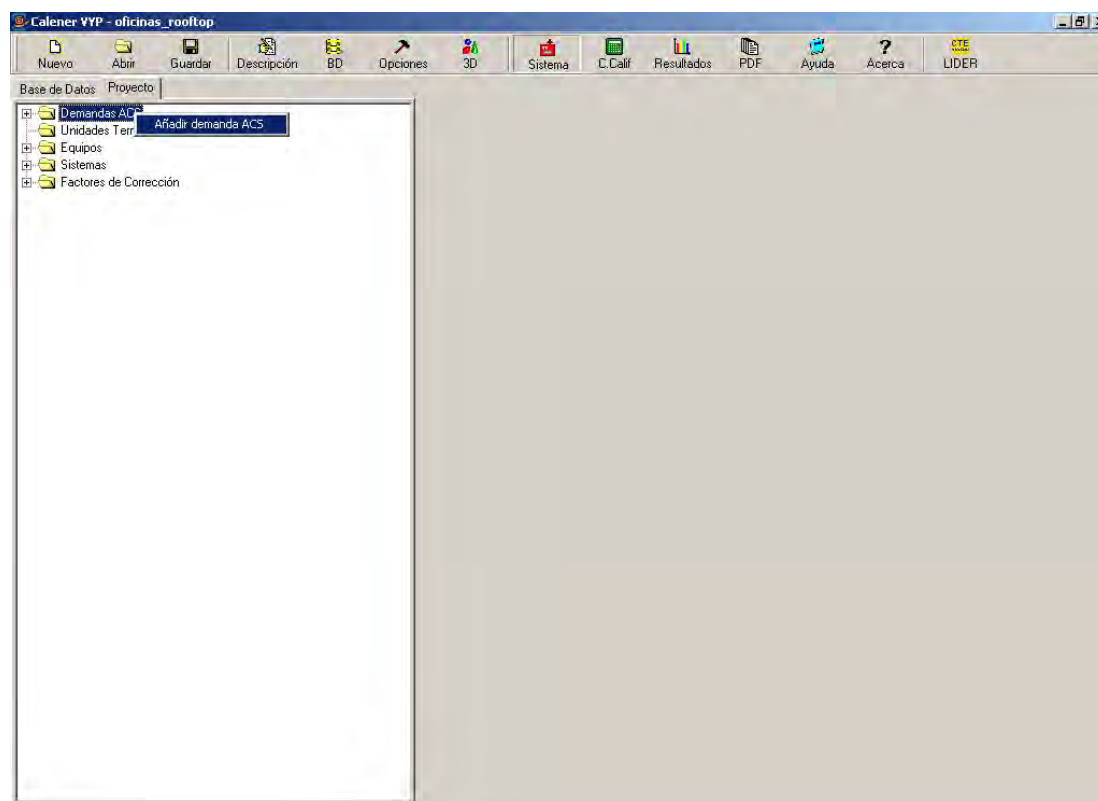 Calener VYP - oficinas_rooftop
Nuevo Abrir Guardar Descripción BD Opciones 3D Sistema C.Calif Resultados PDF Ayuda Acerca CTE LIDER
Base de Datos Proyecto
Demandas ACS
Añadir demanda ACS
Unidades Terr
Equipos
Sistemas
Factores de Corrección